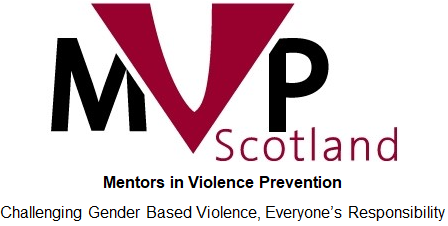 MVP
Scotland
Mentors in Violence Prevention
Challenging Gender Based Violence, Everyone’s Responsibility